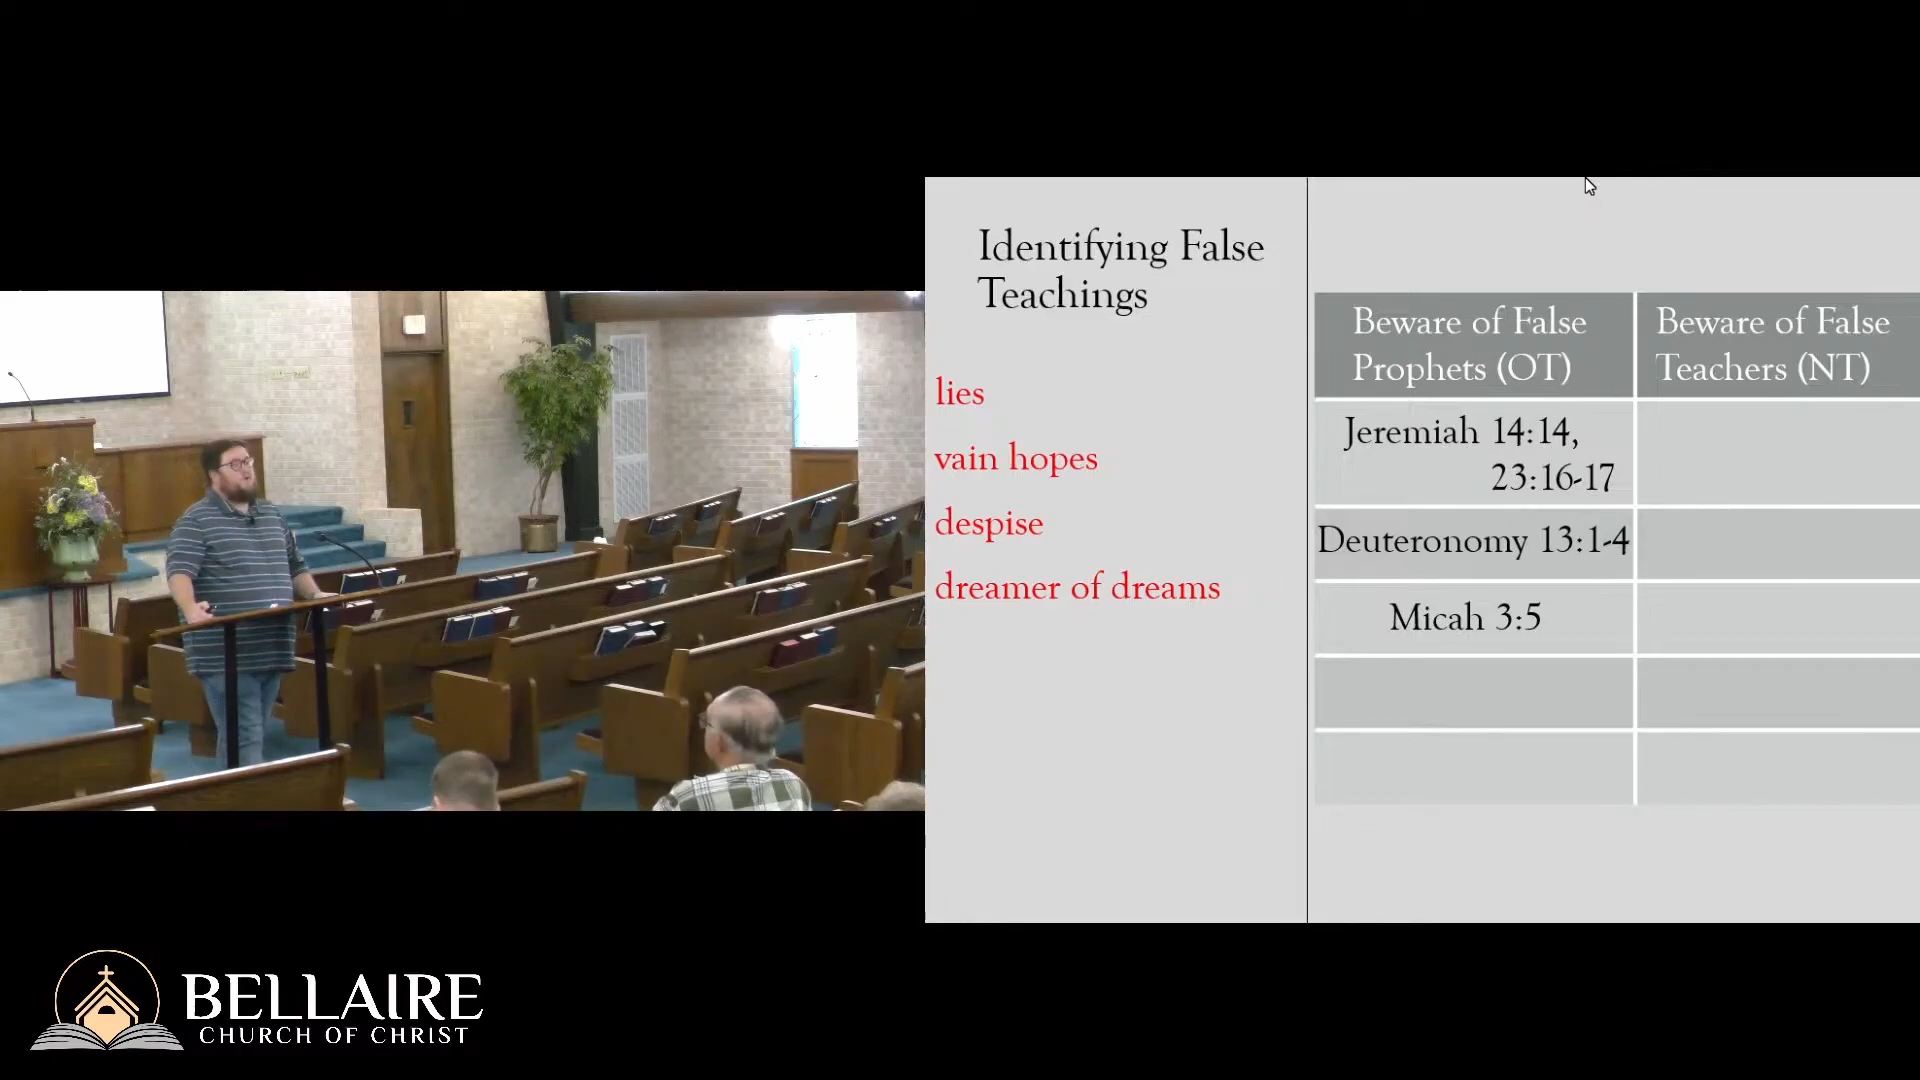 Identifying False
Teachings
lies
vain hopes
despise
dreamer of dreams
Beware of False
Prophets (OT)
Beware of False
Teachers (NT)
Jeremiah 14:14,
23:16-17
Deuteronomy 13:1-4
Micah 3:5
BELLAIRE
CHURCH OF CHRIST